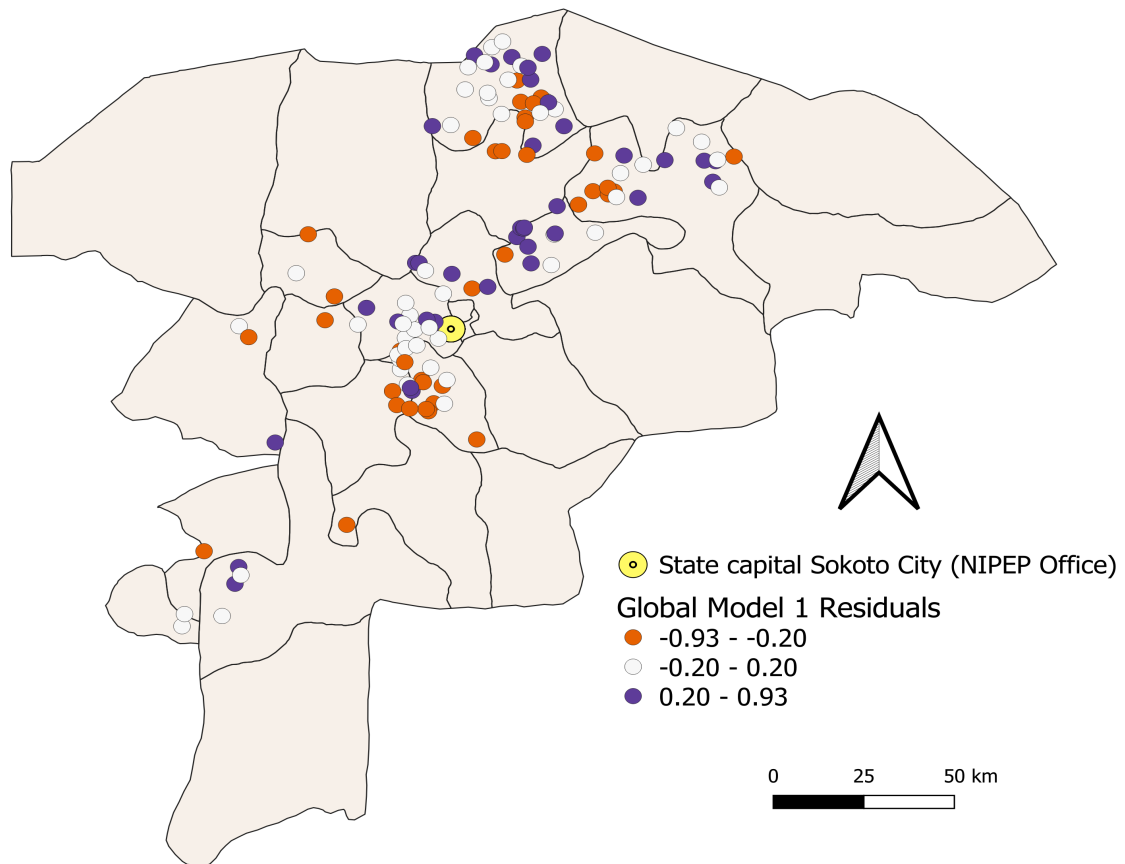 State capital Sokoto City (NIPEP Office)
Global Model 1 Residuals
-0.93 - -0.20
-0.20 - 0.20
0.20 - 0.93
0 25 50 km